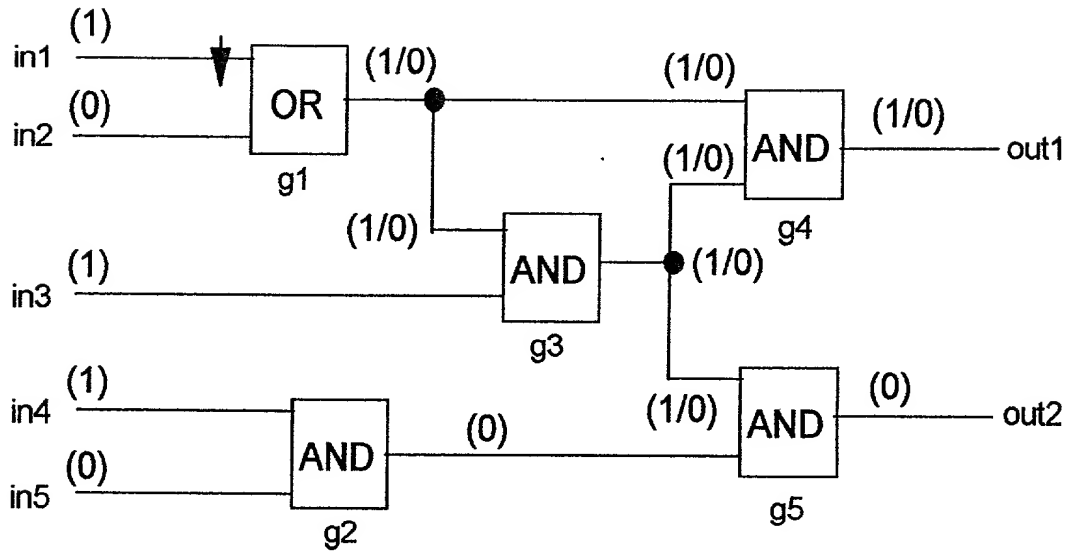 (1)
in1
(1/0)
(1/0)
(0)
OR
(1/0)
in2
AND
out1
g1
(1/0)
g4
(1/0)
(1)
AND
(1/0)
in3
g3
(1)
(0)
in4
(1/0)
AND
out2
(0)
(0)
AND
in5
g5
g2